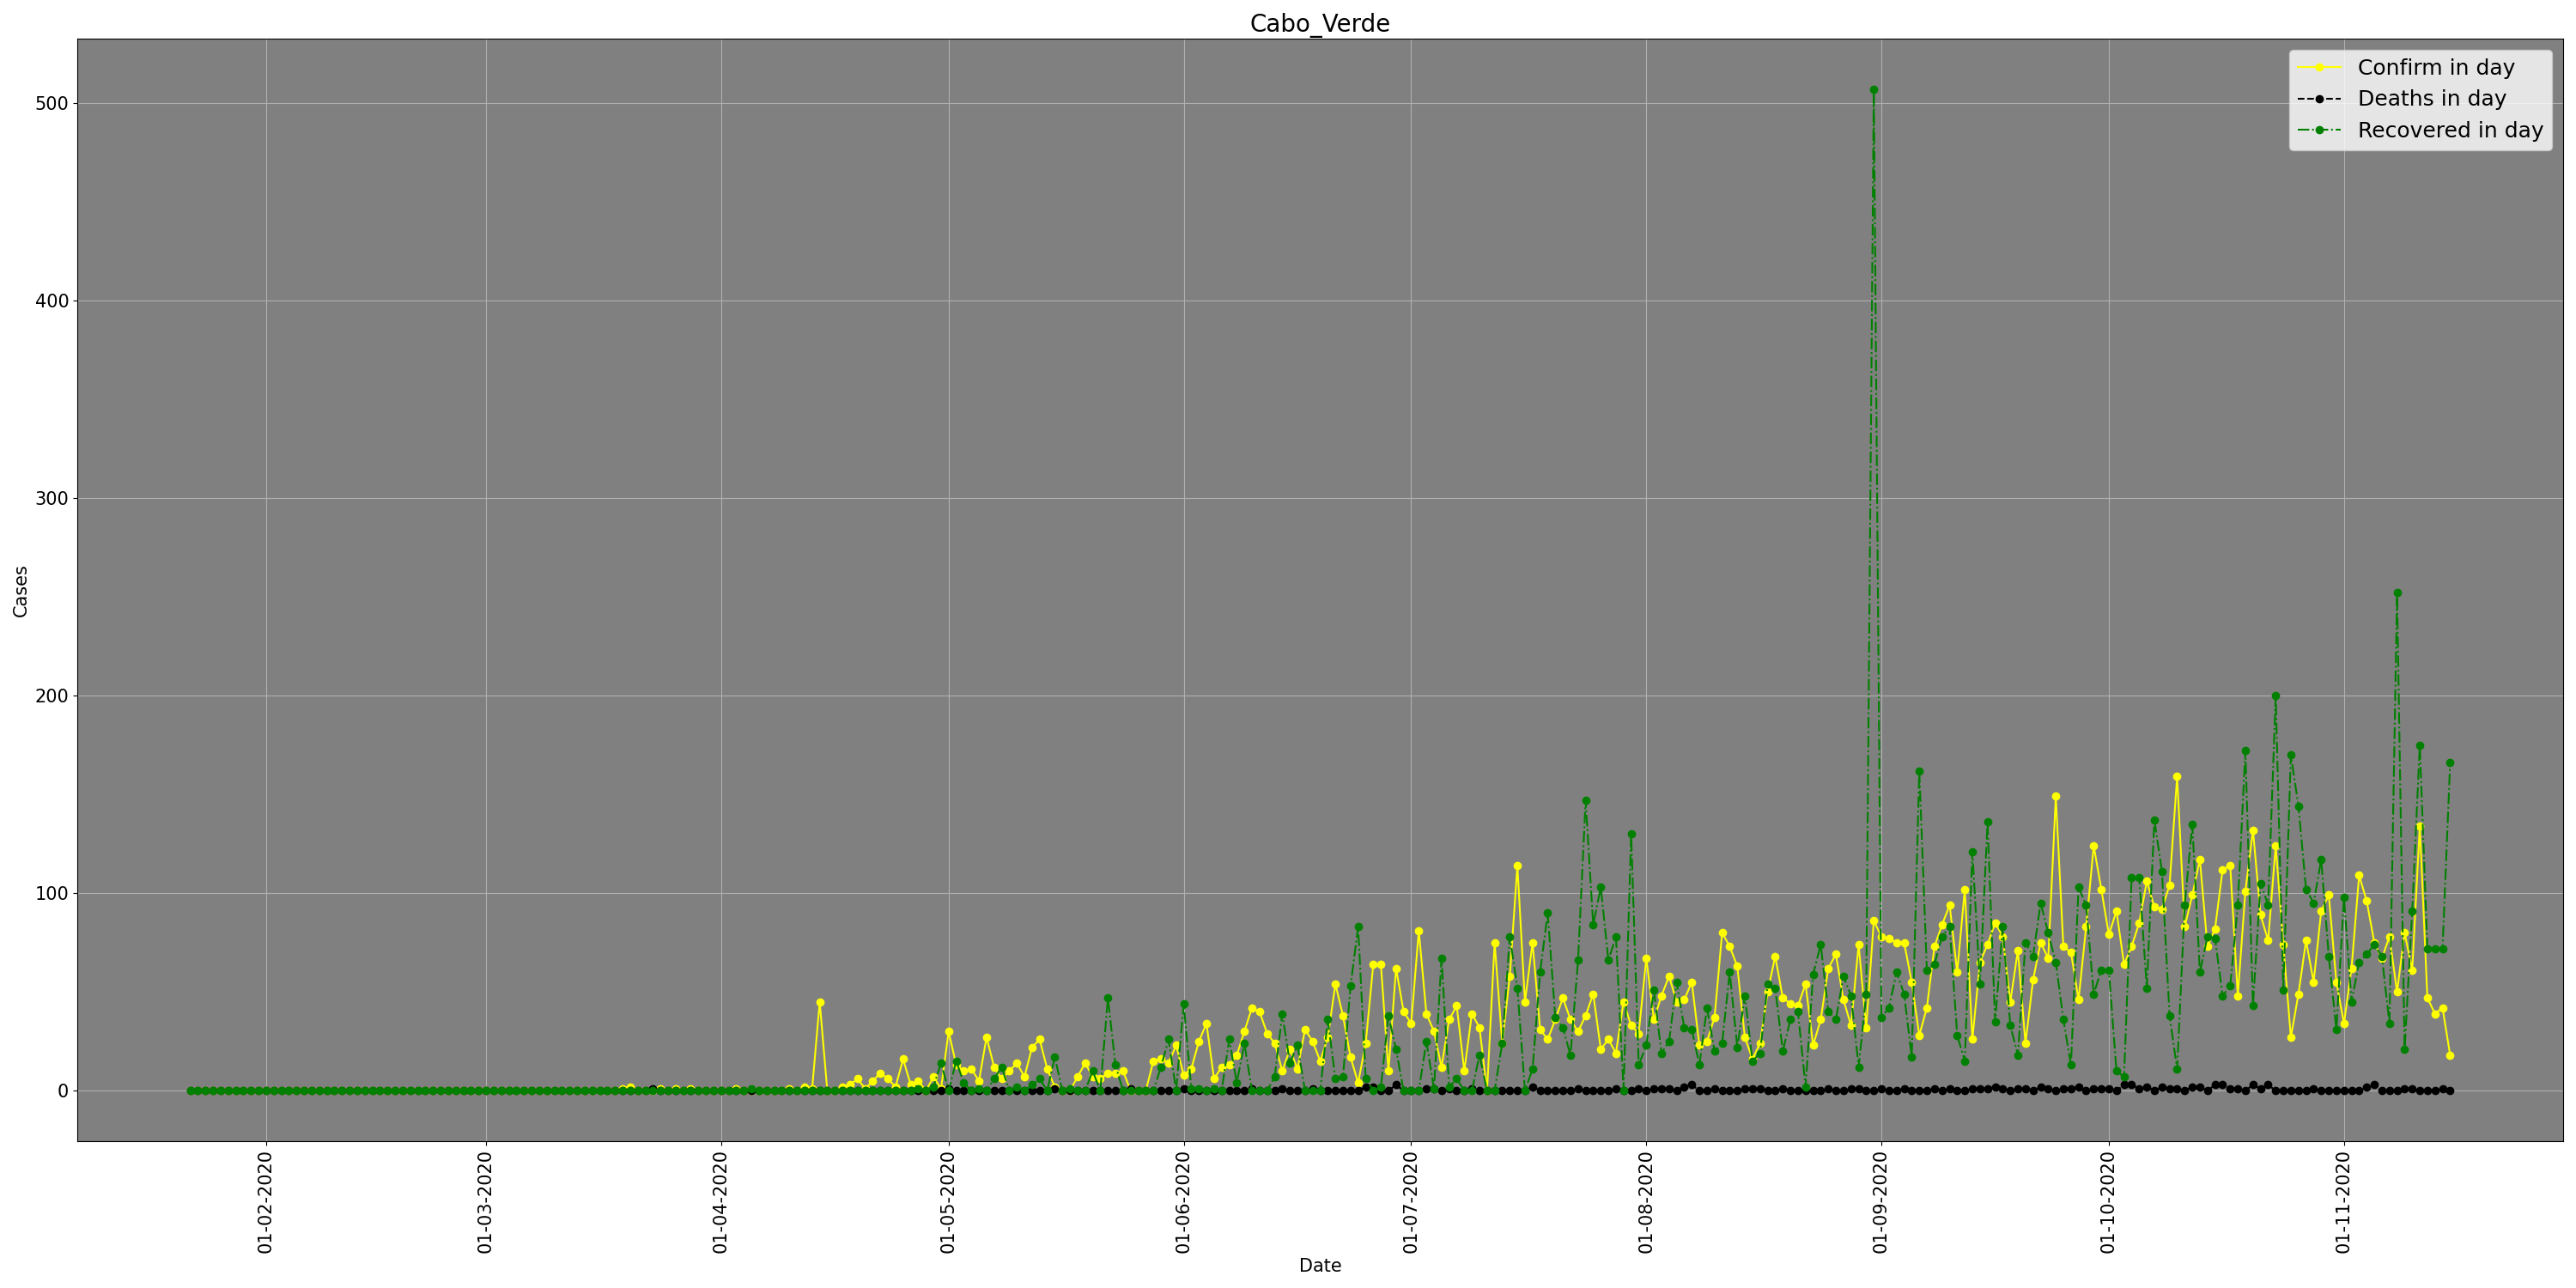 Cabo_Verde
Confirm in day
Deaths in day
Recovered in day
500
400
300
200
100
0
Cases
01-02-2020
01-03-2020
01-04-2020
01-05-2020
01-06-2020
01-07-2020
01-08-2020
01-09-2020
01-10-2020
01-11-2020
Date